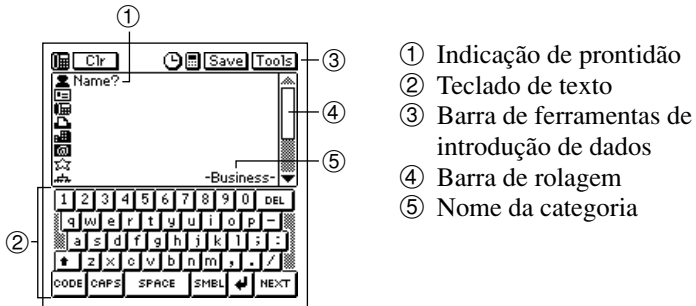 ①
Clr Save Tools ③
Name?
④
⑤
-Business-
②
1 2 3 4 5 6 7 8 9 0 DEL
q w e r t y u i o p -
a s d f g h j k l ; :
z x c v b n m , . /
CODE CAPS SPACE SMBL NEXT
① Indicação de prontidão
② Teclado de texto
③ Barra de ferramentas de
introdução de dados
④ Barra de rolagem
⑤ Nome da categoria